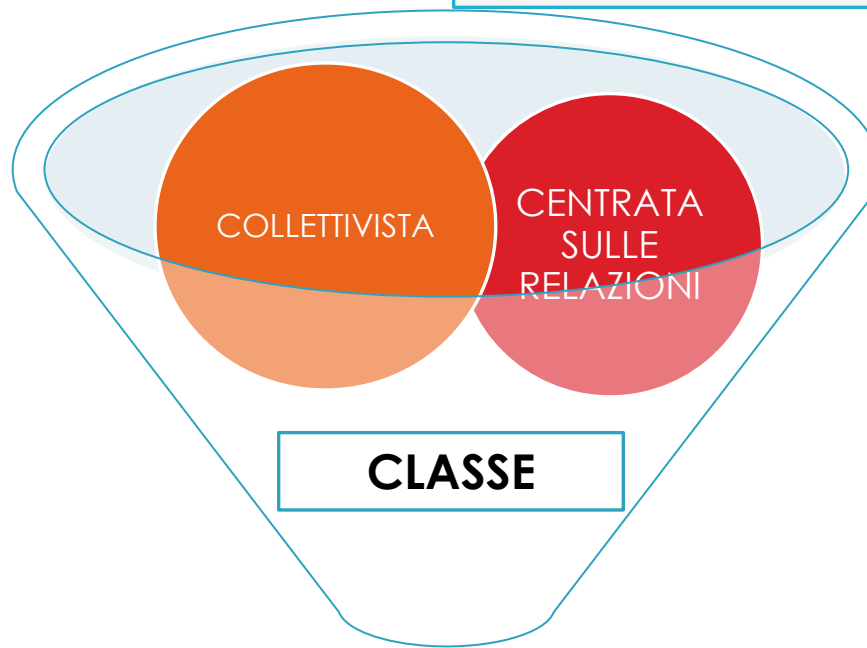 COLLETTIVISTA
CENTRATA
SULLE
RELAZIONI
CLASSE